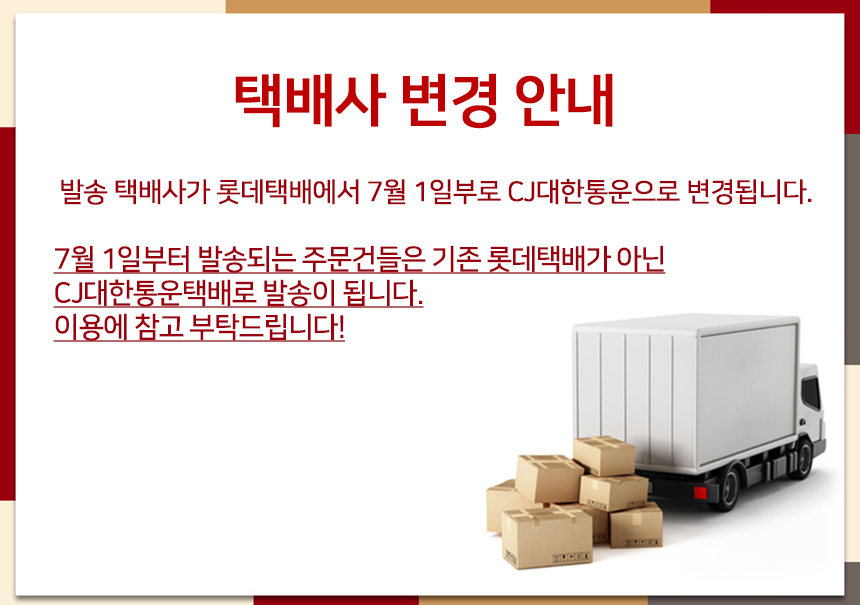 택배사 변경 안내
발송 택배사가 롯데택배에서 7월 1일부로 CJ대한통운으로 변경됩니다.
7월 1일부터 발송되는 주문건들은 기존 롯데택배가 아닌
CJ대한통운택배로 발송이 됩니다.
이용에 참고 부탁드립니다!